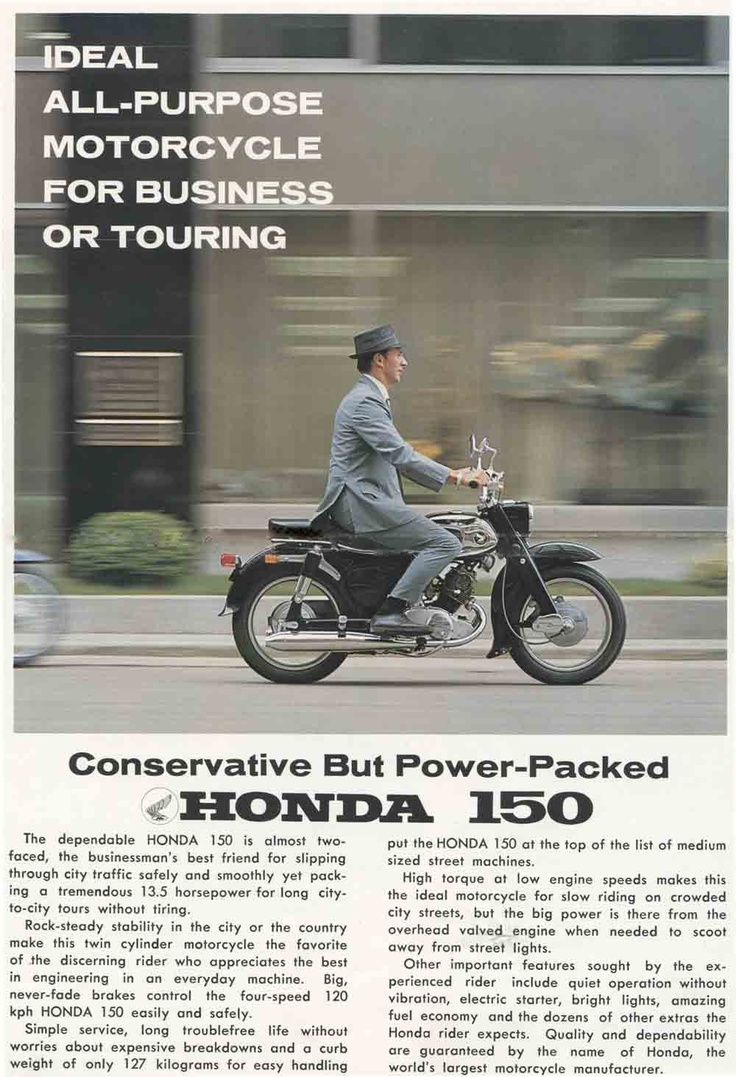 IDEAL
ALL-PURPOSE
MOTORCYCLE
FOR BUSINESS
OR TOURING
Conservative But Power-Packed
HONDA 150
The dependable HONDA 150 is almost two-
faced, the businessman's best friend for slipping
through city traffic safely and smoothly yet pack-
ing a tremendous 13.5 horsepower for long city-
to-city tours without tiring.
Rock-steady stability in the city or the country
make this twin cylinder motorcycle the favorite
of the discerning rider who appreciates the best
in engineering in an everyday machine. Big,
never-fade brakes control the four-speed 120
kph HONDA 150 easily and safely.
Simple service, long troublefree life without
worries about expensive breakdowns and a curb
weight of only 127 kilograms for easy handling
put the HONDA 150 at the top of the list of medium
sized street machines.
High torque at low engine speeds makes this
the ideal motorcycle for slow riding on crowded
city streets, but the big power is there from the
overhead valved engine when needed to scoot
away from street lights.
Other important features sought by the ex-
perienced rider include quiet operation without
vibration, electric starter, bright lights, amazing
fuel economy and the dozens of other extras the
Honda rider expects. Quality and dependability
are guaranteed by the name of Honda, the
world's largest motorcycle manufacturer.